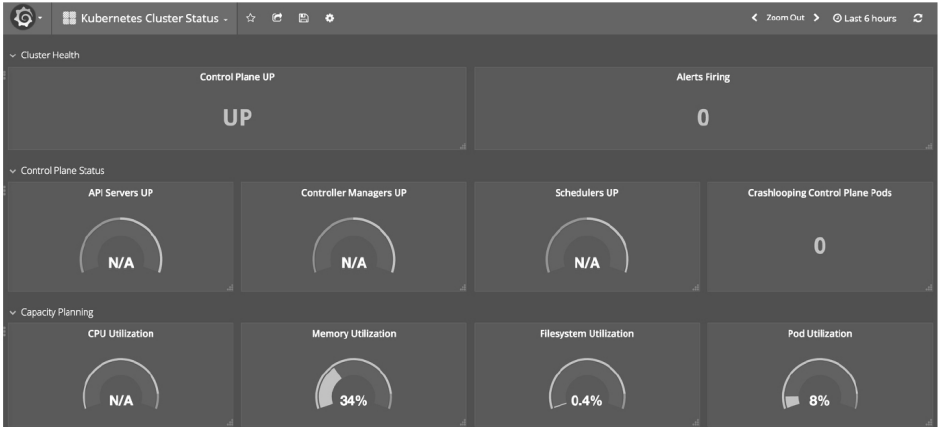 Kubernetes Cluster Status
Zoom Out
Last 6 hours
Cluster Health
Control Plane UP
Alerts Firing
UP
0
Control Plane Status
API Servers UP
Controller Managers UP
Schedulers UP
Crashlooping Control Plane Pods
N/A
N/A
N/A
0
Capacity Planning
CPU Utilization
Memory Utilization
Filesystem Utilization
Pod Utilization
N/A
34%
0.4%
8%